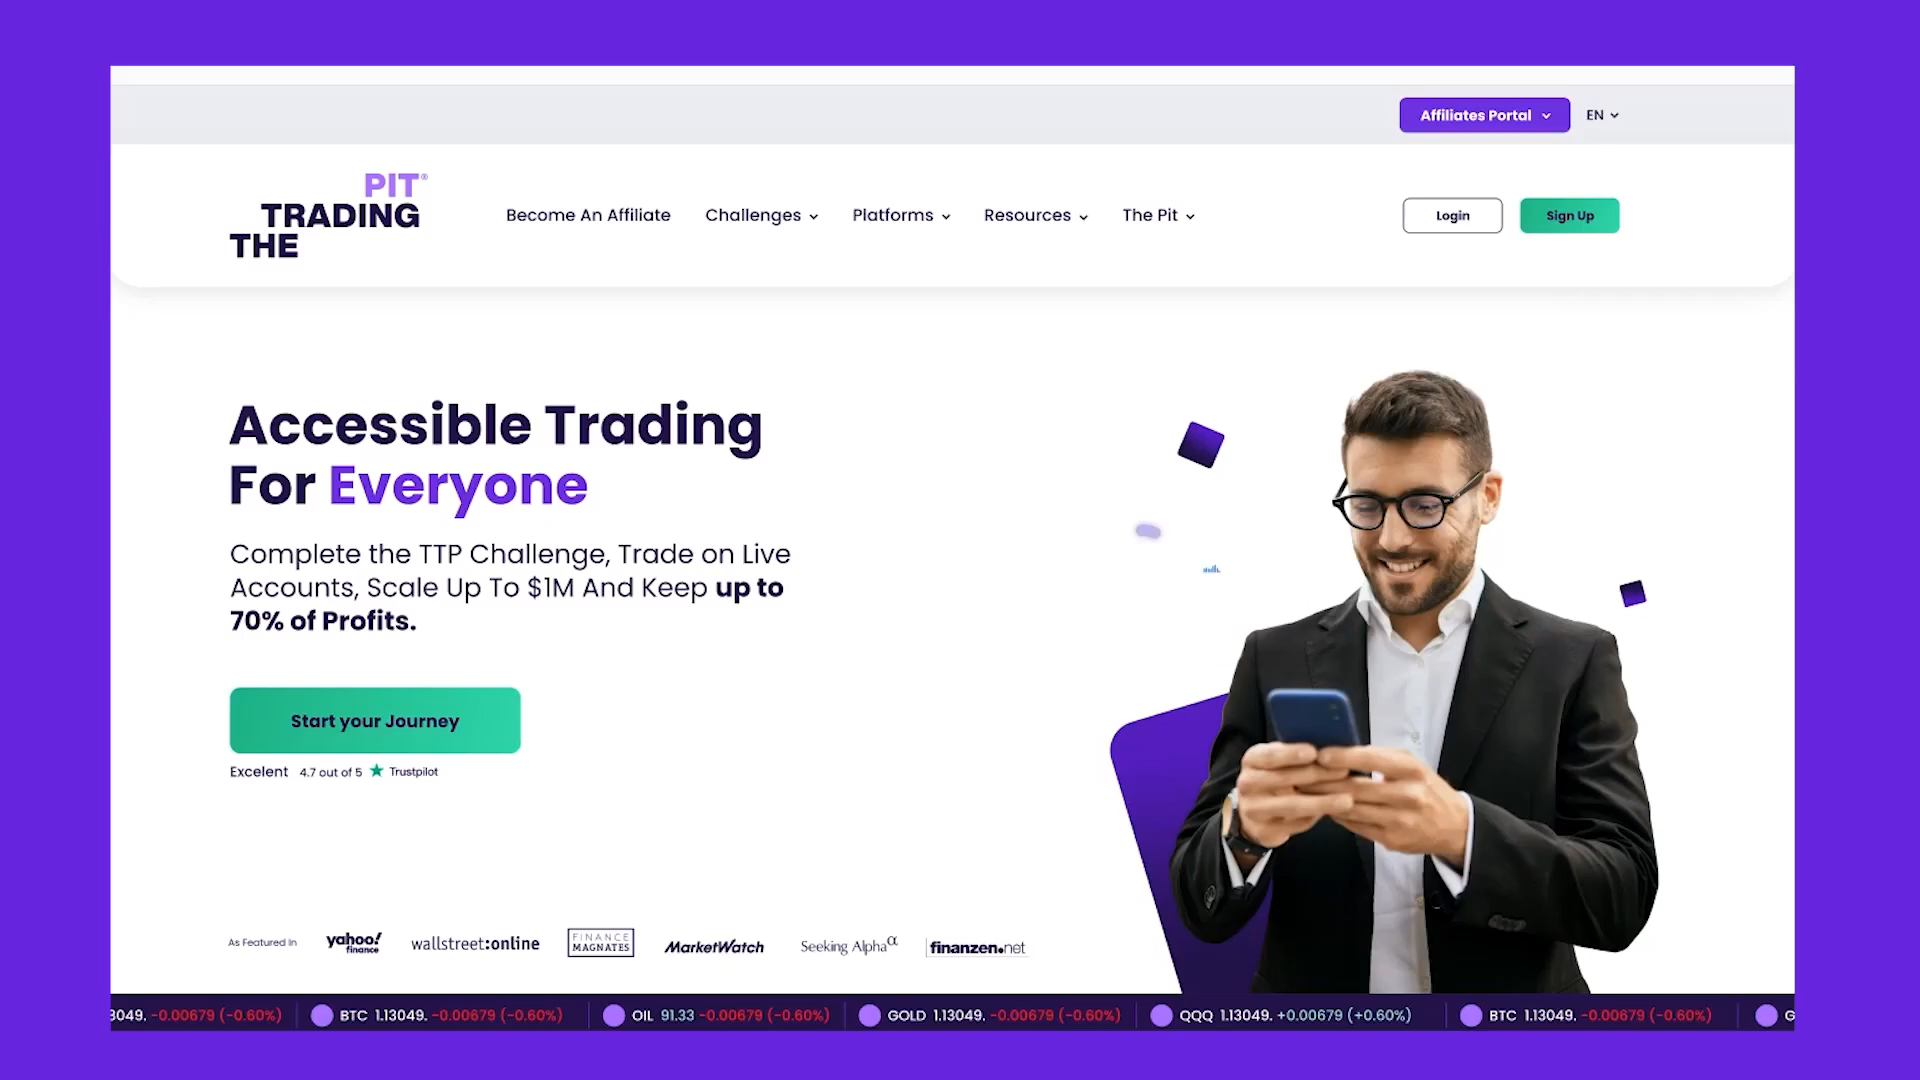 Affiliates Portal
EN
PIT®
TRADING
THE
Become An Affiliate
Challenges
Platforms
Resources
The Pit
Login
Sign Up
Accessible Trading
For Everyone
Complete the TTP Challenge, Trade on Live
Accounts, Scale Up To $1M And Keep up to
70% of Profits.
Start your Journey
Excelent 4.7 out of 5 Trustpilot
As Featured In
yahoo!
finance
wallstreet:online
FINANCE
MAGNATES
MarketWatch
Seeking Alpha α
finanzen.net
3049. -0.00679 (-0.60%) BTC 1.13049. -0.00679 (-0.60%) OIL 91.33 -0.00679 (-0.60%) GOLD 1.13049. -0.00679 (-0.60%) QQQ 1.13049. +0.00679 (+0.60%) BTC 1.13049. -0.00679 (-0.60%) G